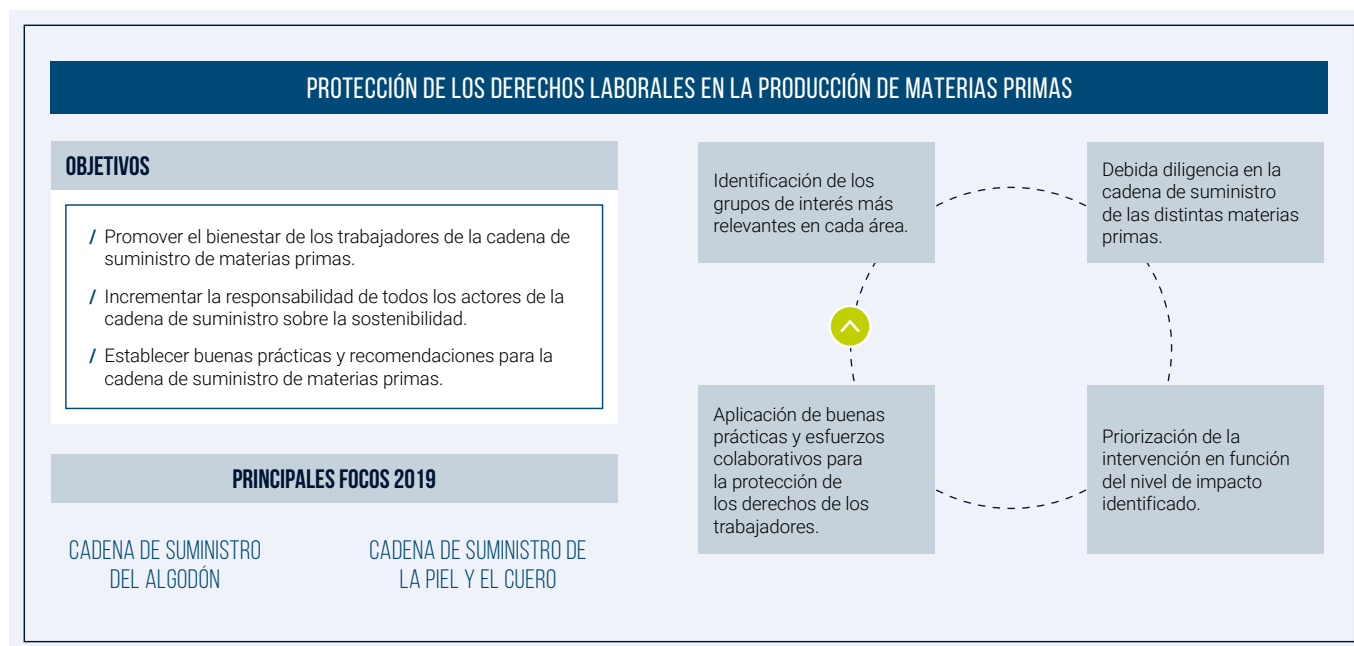 PROTECCIÓN DE LOS DERECHOS LABORALES EN LA PRODUCCIÓN DE MATERIAS PRIMAS
OBJETIVOS
/ Promover el bienestar de los trabajadores de la cadena de
suministro de materias primas.
/ Incrementar la responsabilidad de todos los actores de la
cadena de suministro sobre la sostenibilidad.
/ Establecer buenas prácticas y recomendaciones para la
cadena de suministro de materias primas.
PRINCIPALES FOCOS 2019
CADENA DE SUMINISTRO
DEL ALGODÓN
CADENA DE SUMINISTRO DE
LA PIEL Y EL CUERO
Identificación de los
grupos de interés más
relevantes en cada área.
Debida diligencia en la
cadena de suministro
de las distintas materias
primas.
Priorización de la
intervención en función
del nivel de impacto
identificado.
Aplicación de buenas
prácticas y esfuerzos
colaborativos para
la protección de
los derechos de los
trabajadores.